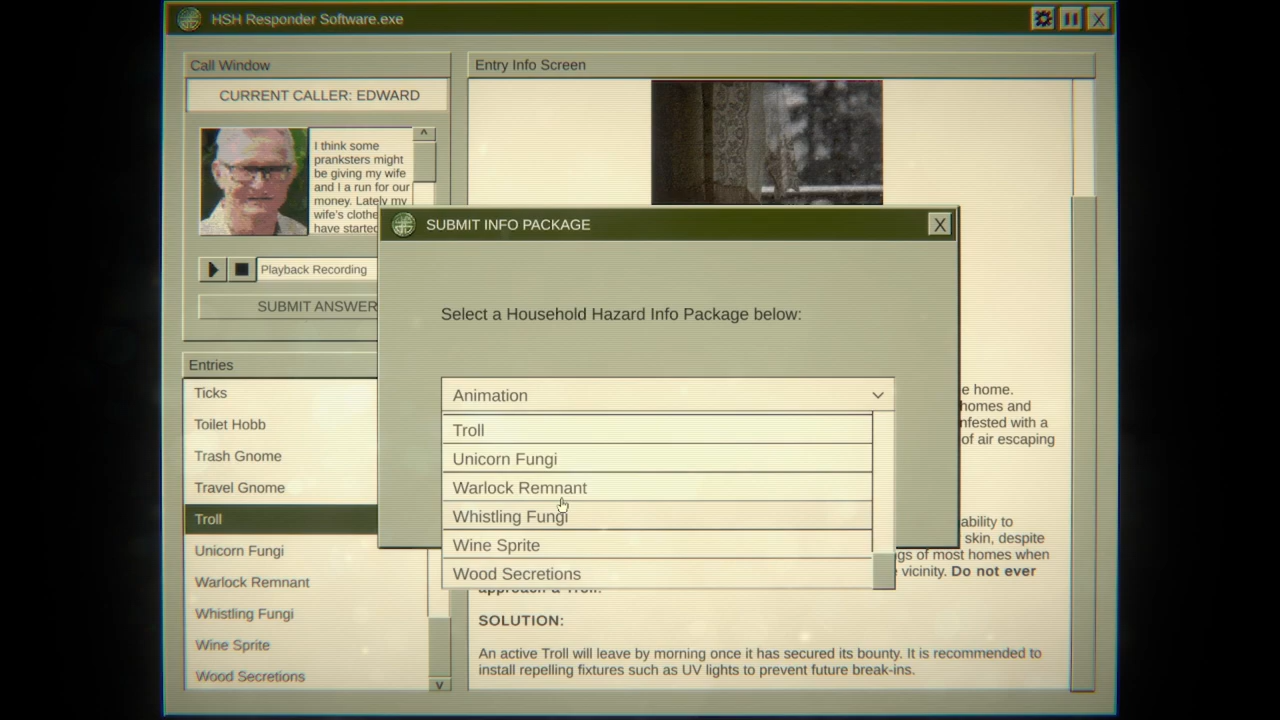 HSH Responder Software.exe
X
Call Window
Entry Info Screen
CURRENT CALLER: EDWARD
I think some
pranksters might
be giving my wife
and I a run for our
money. Lately my
wife's clothe
have started
Playback Recording
SUBMIT ANSWER
SUBMIT INFO PACKAGE
X
Select a Household Hazard Info Package below:
Animation
Troll
Unicorn Fungi
Warlock Remnant
Whistling Fungi
Wine Sprite
Wood Secretions
Entries
Ticks
Toilet Hobb
Trash Gnome
Travel Gnome
Troll
Unicorn Fungi
Warlock Remnant
Whistling Fungi
Wine Sprite
Wood Secretions
e home.
homes and
nfested with a
of air escaping
ability to
skin, despite
gs of most homes when
vicinity. Do not ever
approach a Troll.
SOLUTION:
An active Troll will leave by morning once it has secured its bounty. It is recommended to
install repelling fixtures such as UV lights to prevent future break-ins.